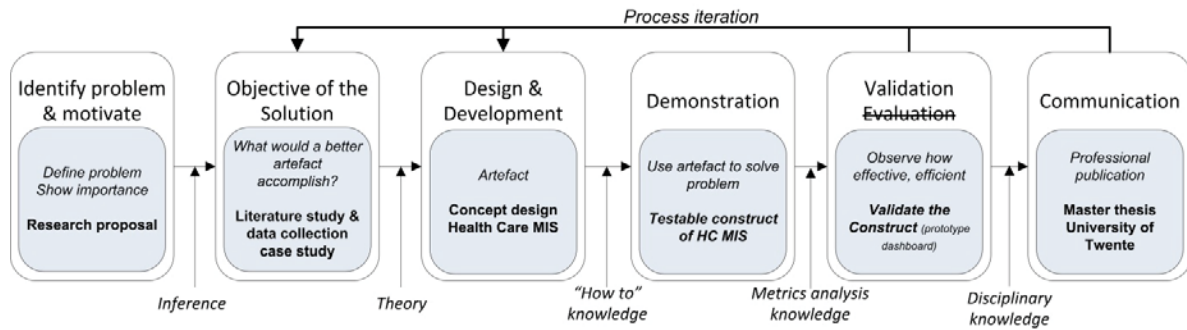 Process iteration
Identify problem
& motivate
Define problem
Show importance
Research proposal
Objective of the
Solution
What would a better
artefact
accomplish?
Literature study &
data collection
case study
Design &
Development
Artefact
Concept design
Health Care MIS
Demonstration
Use artefact to solve
problem
Testable construct
of HC MIS
Validation
Evaluation
Observe how
effective, efficient
Validate the
Construct (prototype
dashboard)
Communication
Professional
publication
Master thesis
University of
Twente
Inference
Theory
“How to”
knowledge
Metrics analysis
knowledge
Disciplinary
knowledge